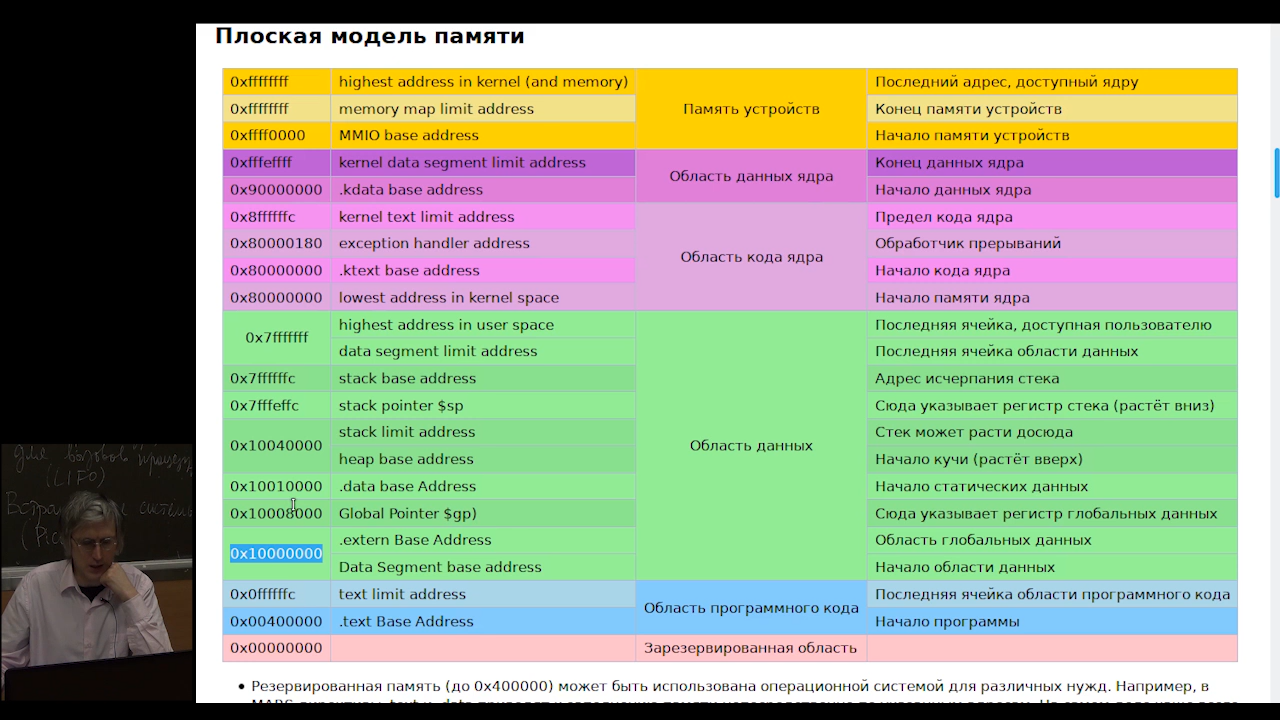 Плоская модель памяти
0xffffffff highest address in kernel (and memory) Память устройств Последний адрес, доступный ядру
0xffffffff memory map limit address Конец памяти устройств
0xffff0000 MMIO base address Начало памяти устройств
0xfffeffff kernel data segment limit address Область данных ядра Конец данных ядра
0x90000000 .kdata base address Начало данных ядра
0x8ffffffc kernel text limit address Область кода ядра Предел кода ядра
0x80000180 exception handler address Обработчик прерываний
0x80000000 .ktext base address Начало кода ядра
0x80000000 lowest address in kernel space Начало памяти ядра
0x7fffffff highest address in user space Область данных Последняя ячейка, доступная пользователю
data segment limit address Последняя ячейка области данных
0x7ffffffc stack base address Адрес исчерпания стека
0x7fffeffc stack pointer $sp Сюда указывает регистр стека (растёт вниз)
0x10040000 stack limit address Стек может расти досюда
heap base address Начало кучи (растёт вверх)
0x10010000 .data base Address Начало статических данных
0x10008000 Global Pointer $gp) Сюда указывает регистр глобальных данных
0x10000000 .extern Base Address Область глобальных данных
Data Segment base address Начало области данных
0x0ffffffc text limit address Область программного кода Последняя ячейка области программного кода
0x00400000 .text Base Address Начало программы
0x00000000 Зарезервированная область
• Резервированная память (до 0x400000) может быть использована операционной системой для различных нужд. Например, в
для вызовов
(LIFO)